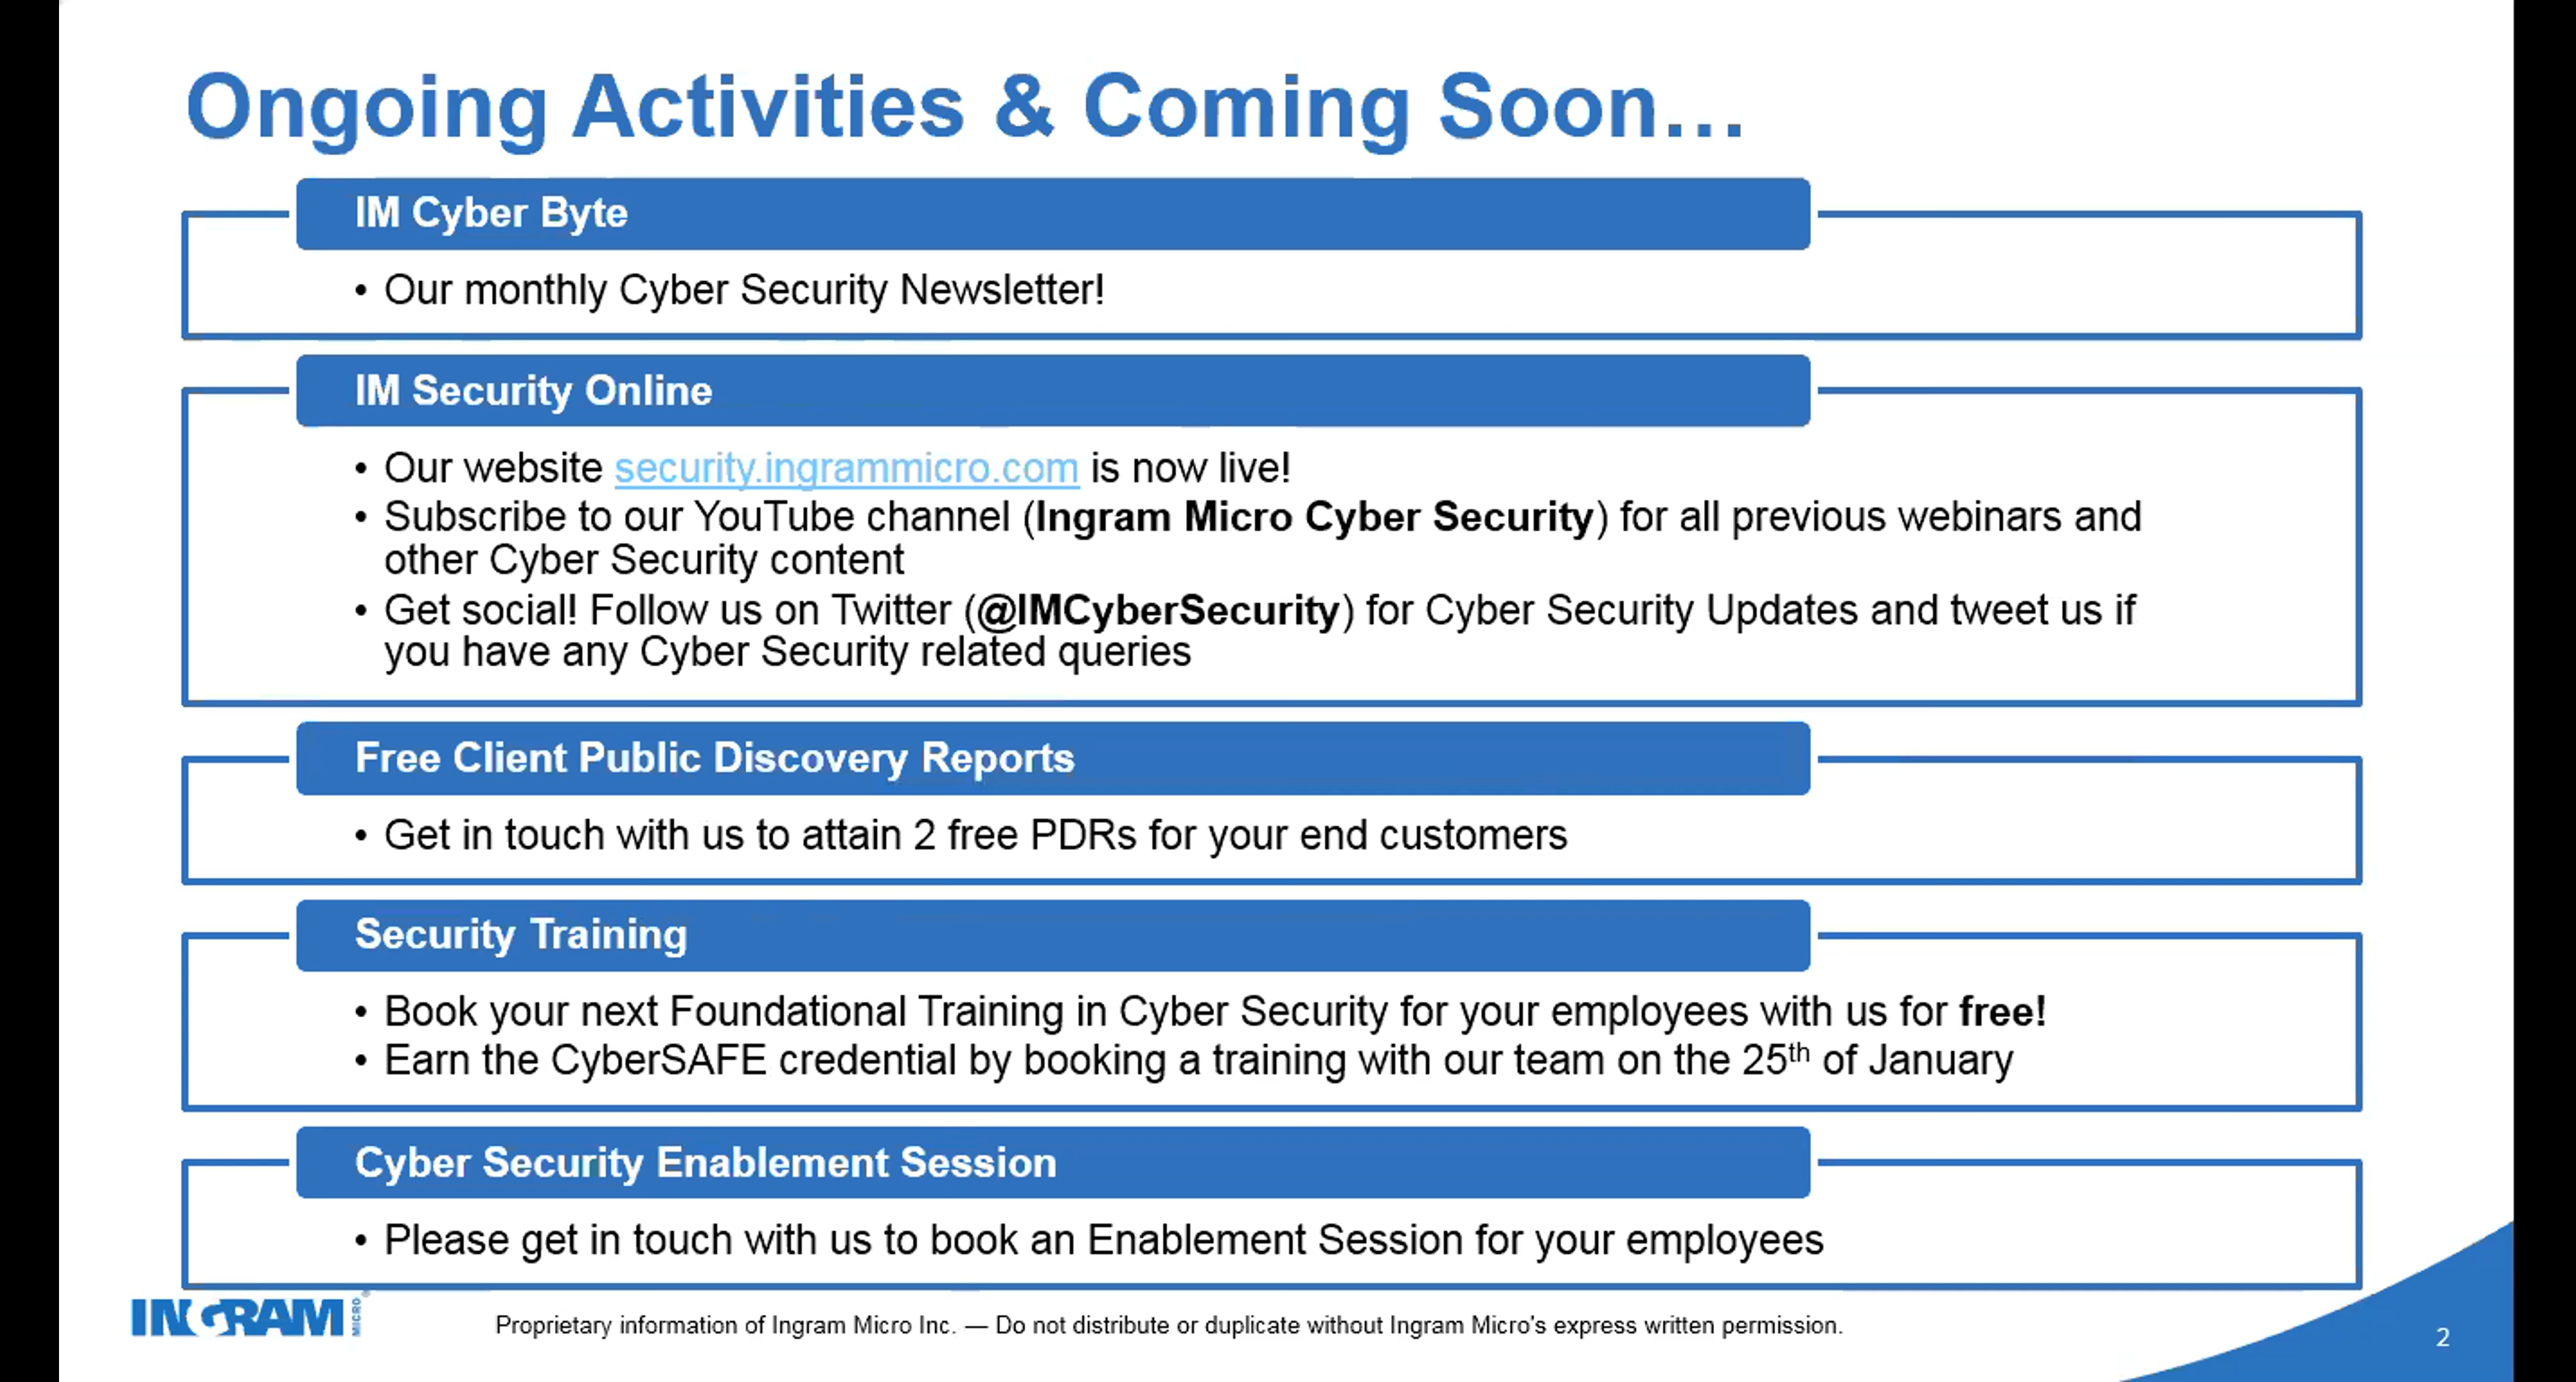 Ongoing Activities & Coming Soon…
IM Cyber Byte
• Our monthly Cyber Security Newsletter!
IM Security Online
• Our website security.ingrammicro.com is now live!
• Subscribe to our YouTube channel (Ingram Micro Cyber Security) for all previous webinars and
other Cyber Security content
• Get social! Follow us on Twitter (@IMCyberSecurity) for Cyber Security Updates and tweet us if
you have any Cyber Security related queries
Free Client Public Discovery Reports
• Get in touch with us to attain 2 free PDRs for your end customers
Security Training
• Book your next Foundational Training in Cyber Security for your employees with us for free!
• Earn the CyberSAFE credential by booking a training with our team on the 25th of January
Cyber Security Enablement Session
• Please get in touch with us to book an Enablement Session for your employees
INGRAM MICRO®
Proprietary information of Ingram Micro Inc. — Do not distribute or duplicate without Ingram Micro's express written permission.
2